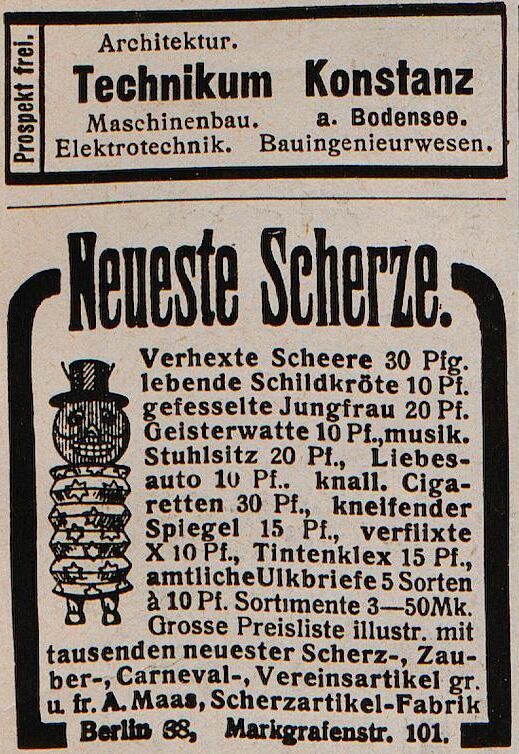 Prospekt frei.
Architektur.
Technikum Konstanz
Maschinenbau. a. Bodensee.
Elektrotechnik. Bauingenieurwesen.
Neueste Scherze.
Verhexte Scheere 30 Pfg.
lebende Schildkröte 10 Pf.
gefesselte Jungfrau 20 Pf.
Geisterwatte 10 Pf., musik.
Stuhlsitz 20 Pf., Liebes-
auto 10 Pf.. knall. Ciga-
retten 30 Pf., kneifender
Spiegel 15 Pf., verflixte
X 10 Pf., Tintenklex 15 Pf.,
amtliche Ulkbriefe 5 Sorten
à 10 Pf. Sortimente 3—50 Mk.
Grosse Preisliste illustr. mit
tausenden neuester Scherz-, Zau-
ber-, Carneval-, Vereinsartikel gr.
u. fr. A. Maas, Scherzartikel-Fabrik
Berlin 38, Markgrafenstr. 101.